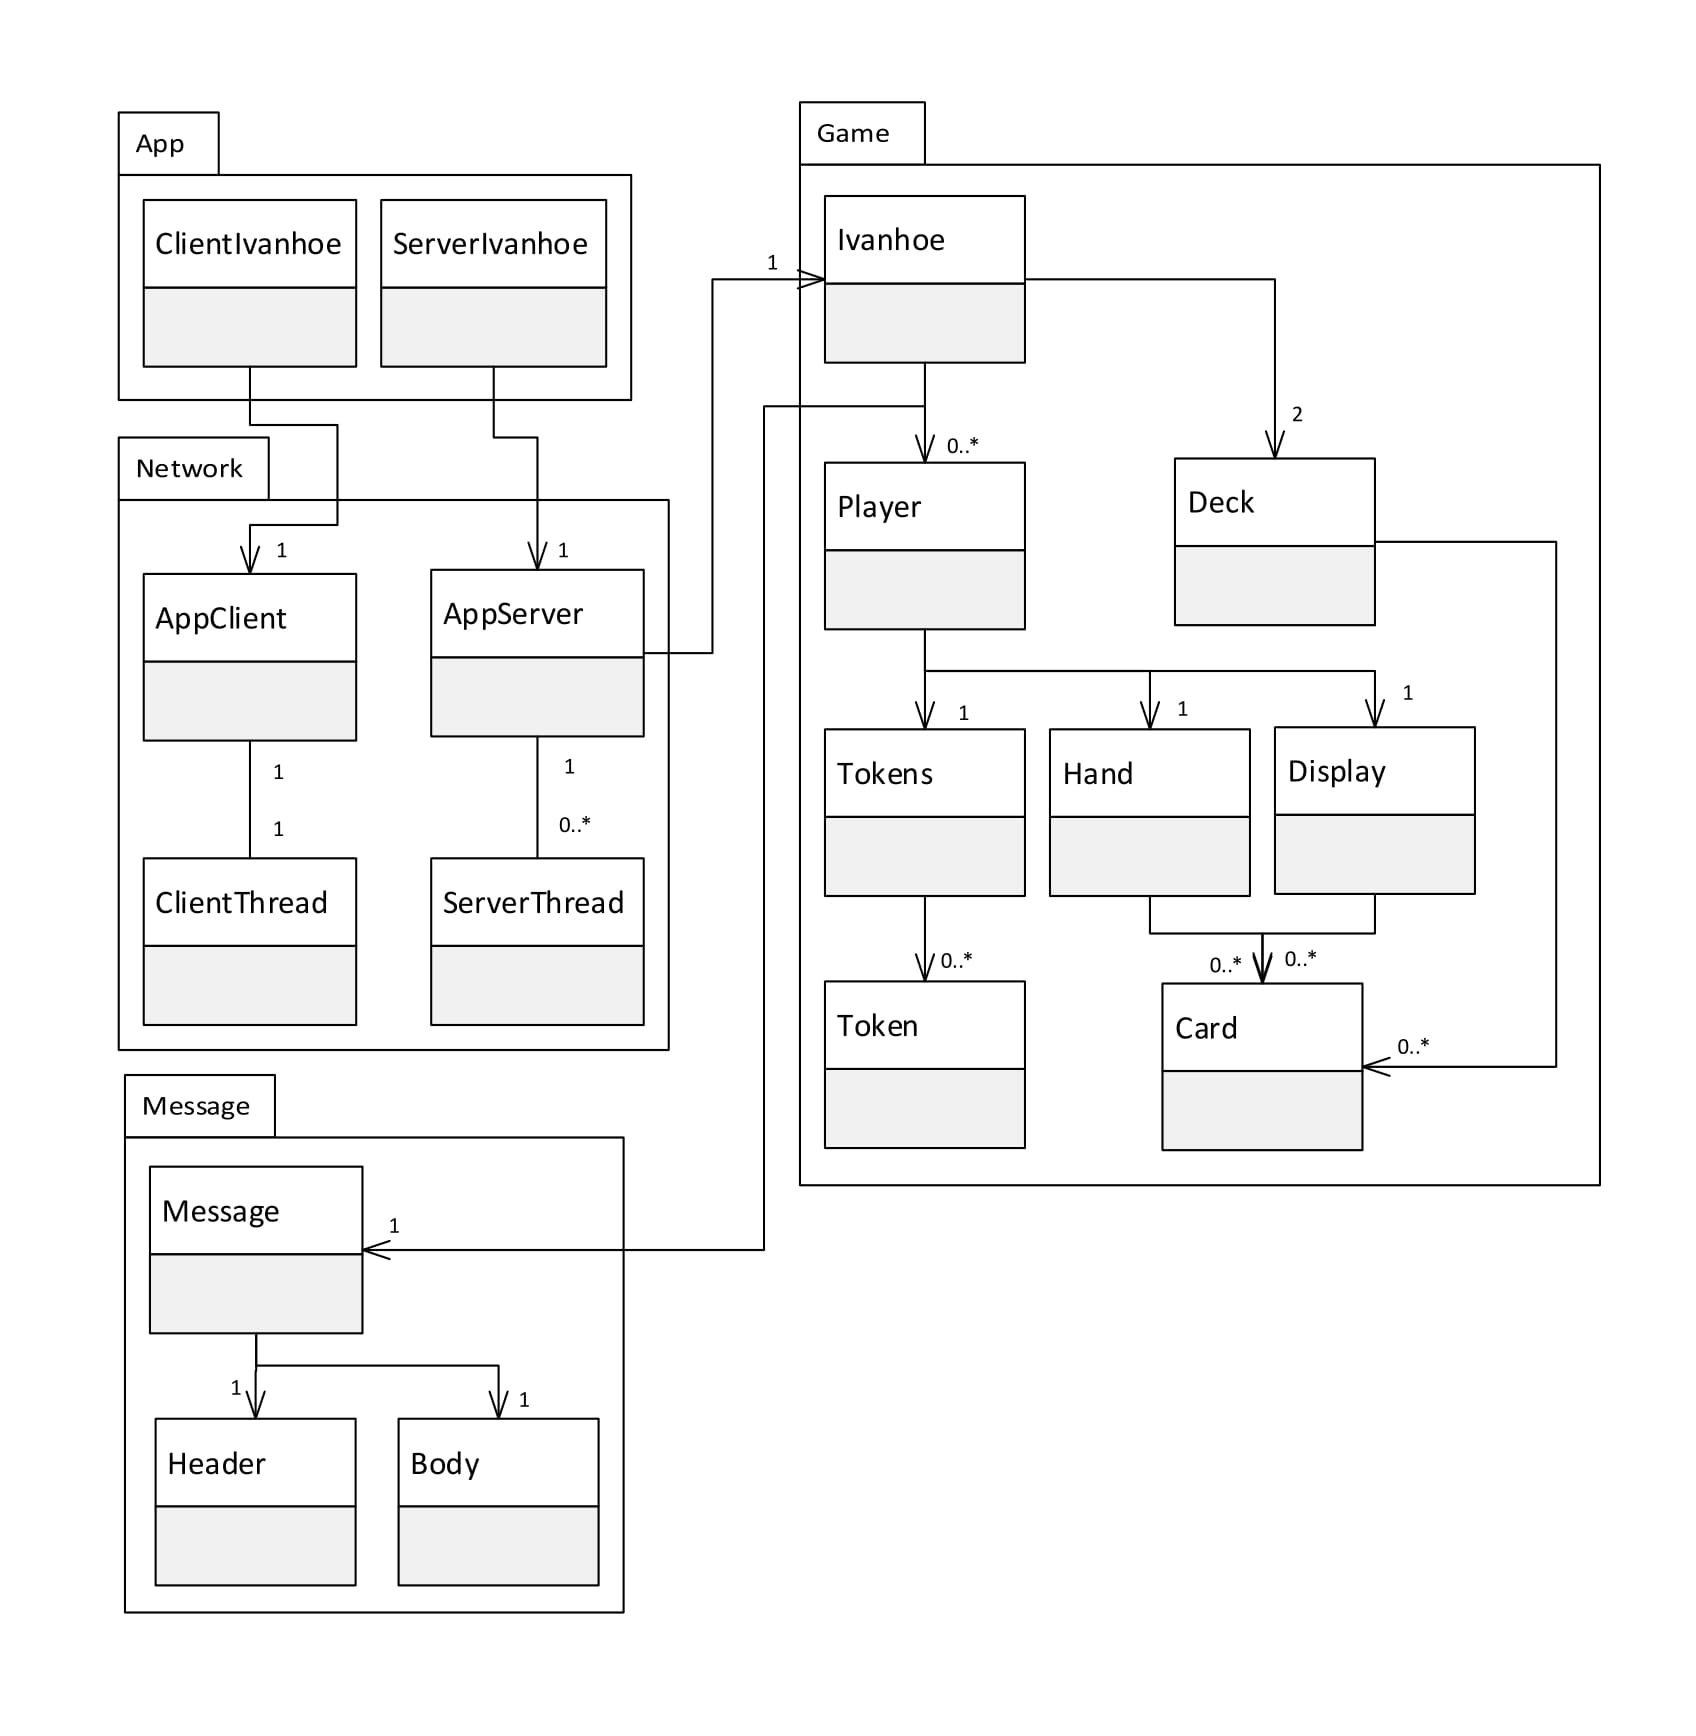 App
ClientIvanhoe
ServerIvanhoe
Network
1
1
AppClient
AppServer
1
1
1
0..*
ClientThread
ServerThread
Message
Message
1
1
1
Header
Body
Game
1
Ivanhoe
2
0..*
Player
Deck
1
1
1
Tokens
Hand
Display
0..*
0..*
0..*
Token
Card
0..*